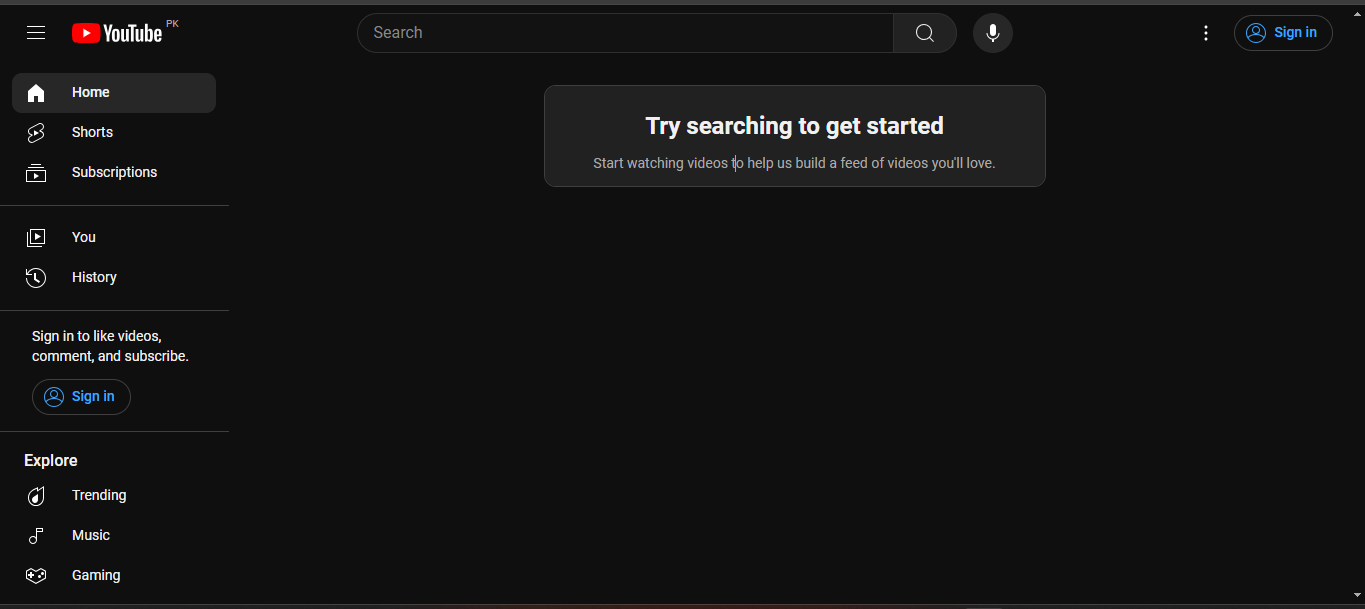 YouTube PK
Search
Sign in
Home
Shorts
Subscriptions
You
History
Sign in to like videos,
comment, and subscribe.
Sign in
Explore
Trending
Music
Gaming
Try searching to get started
Start watching videos to help us build a feed of videos you'll love.